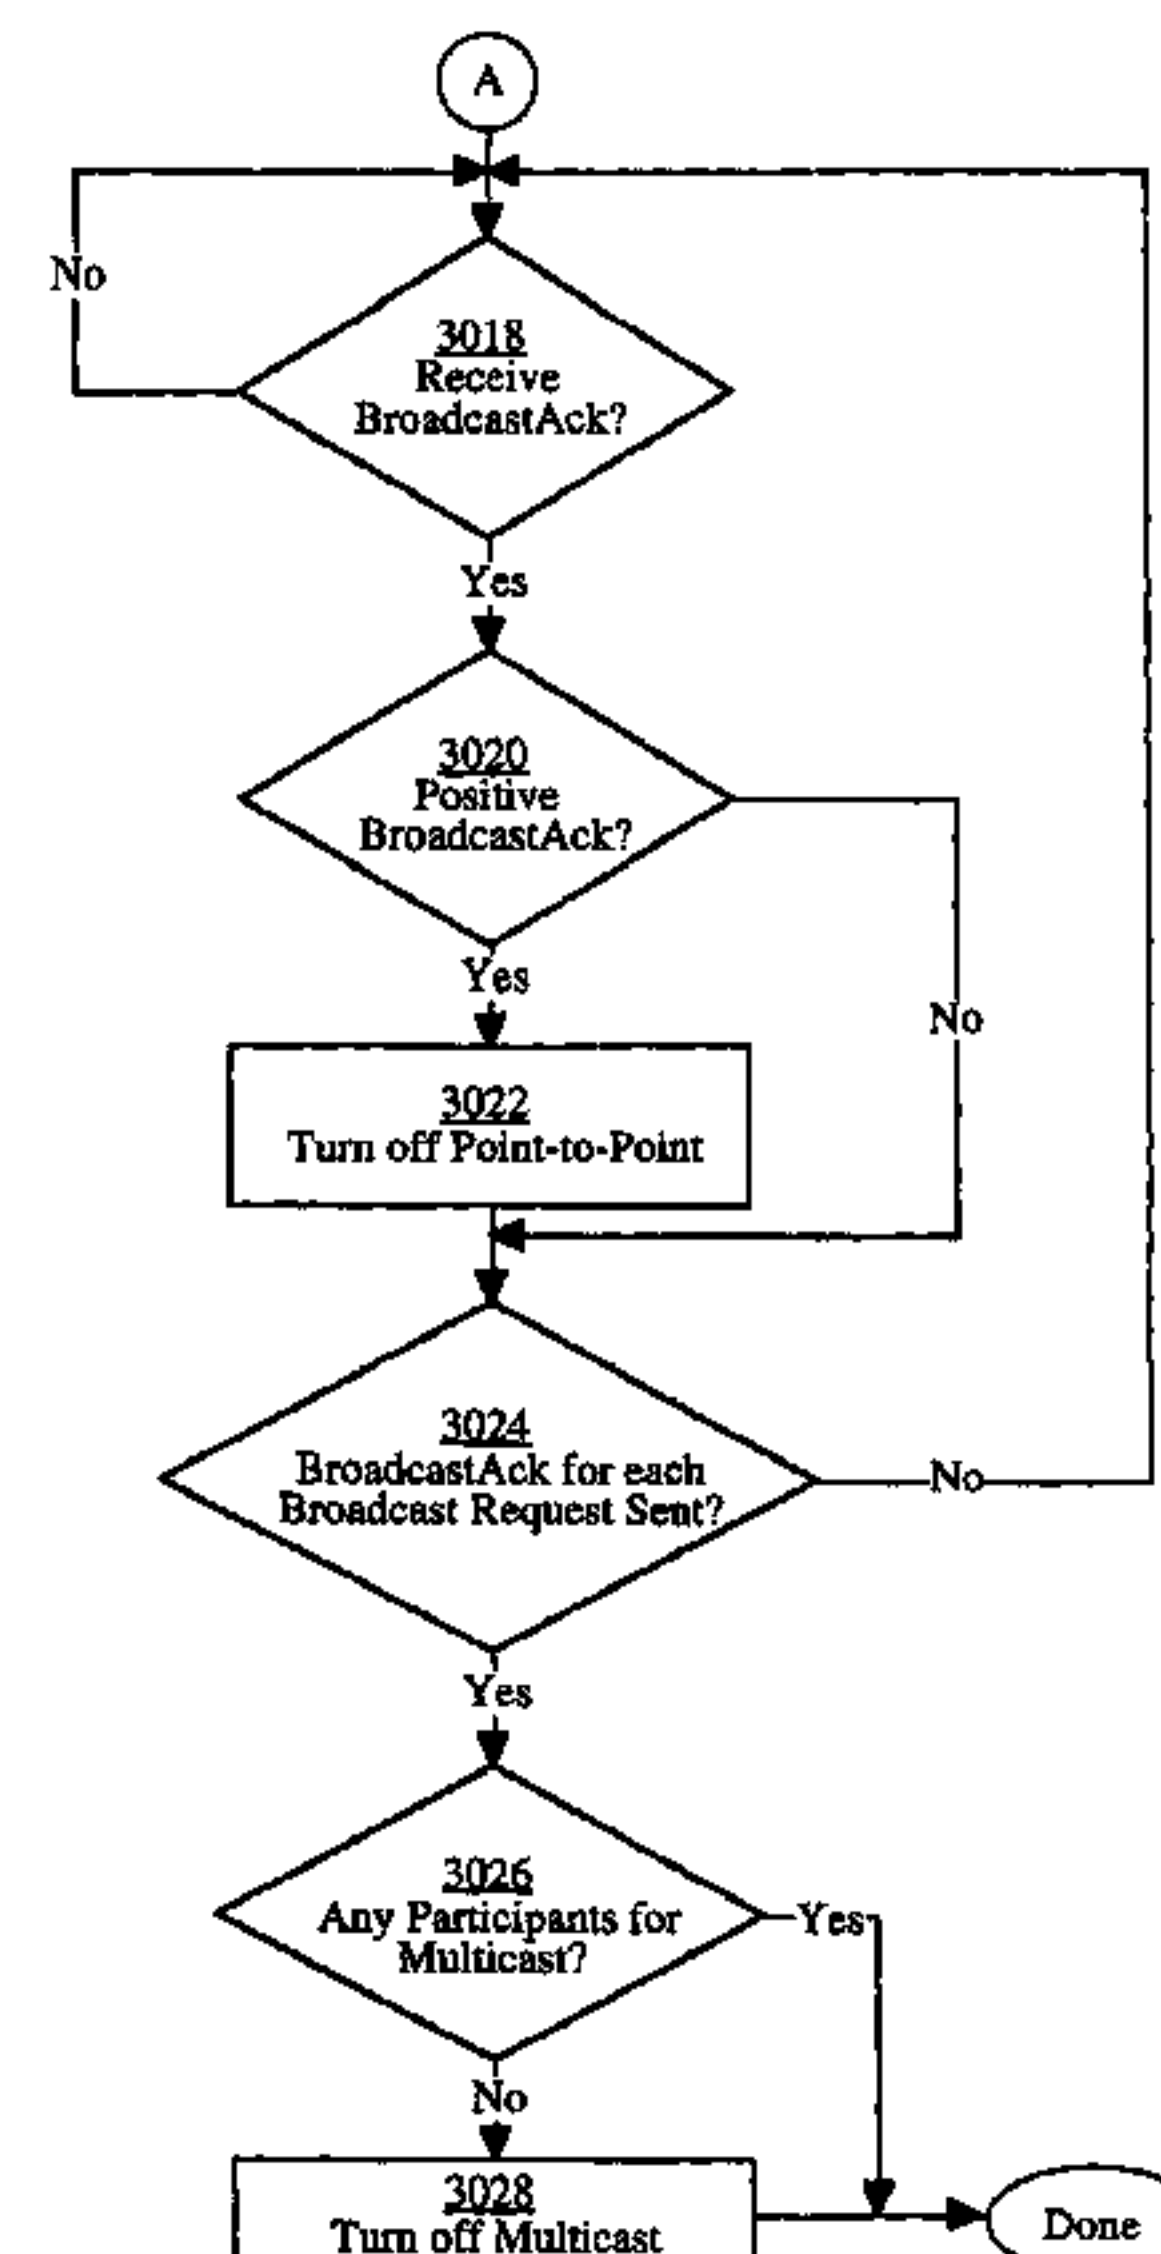 A
No
3018
Receive
BroadcastAck?
Yes
3020
Positive
BroadcastAck?
Yes
No
3022
Turn off Point-to-Point
3024
BroadcastAck for each
Broadcast Request Sent?
No
Yes
3026
Any Participants for
Multicast?
Yes
No
3028
Turn off Multicast
Done